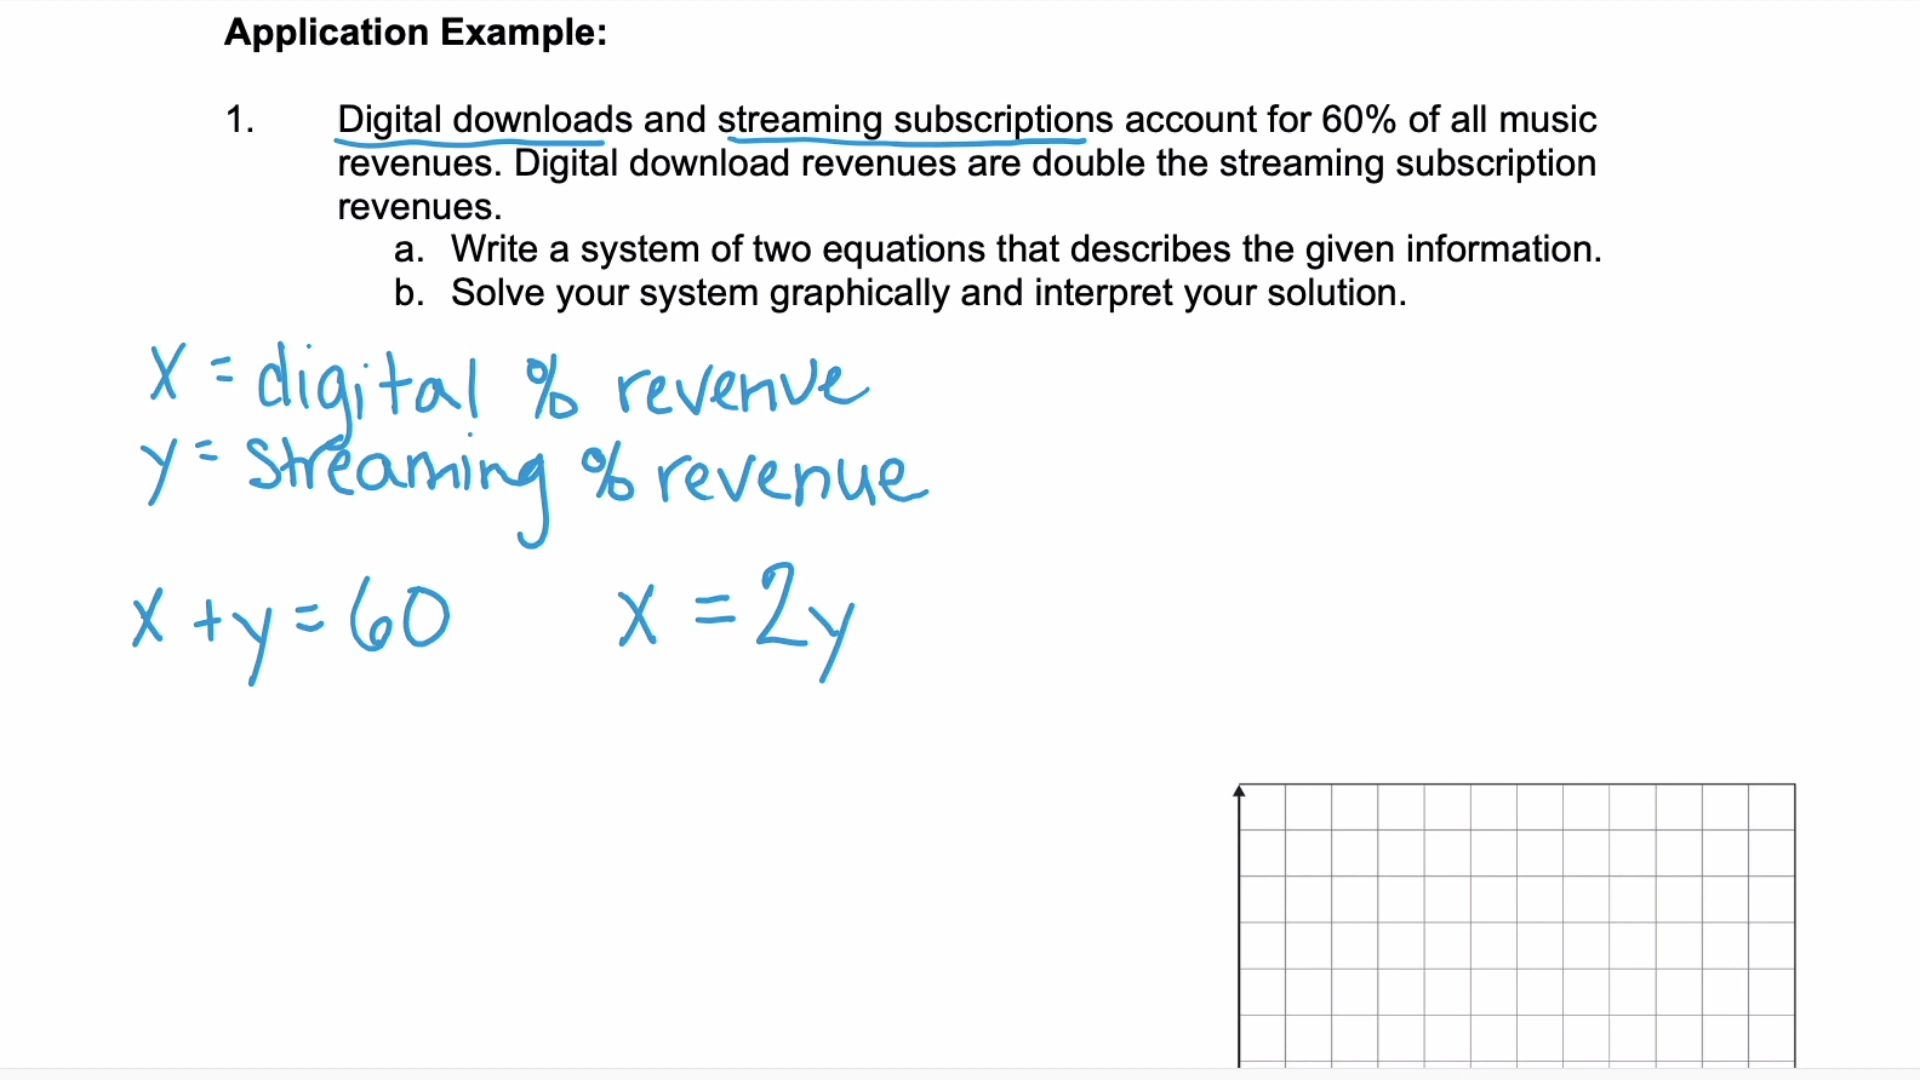 Application Example:
1. Digital downloads and streaming subscriptions account for 60% of all music
revenues. Digital download revenues are double the streaming subscription
revenues.
a. Write a system of two equations that describes the given information.
b. Solve your system graphically and interpret your solution.
x = digital % revenue
y = streaming % revenue
x + y = 60 x = 2y